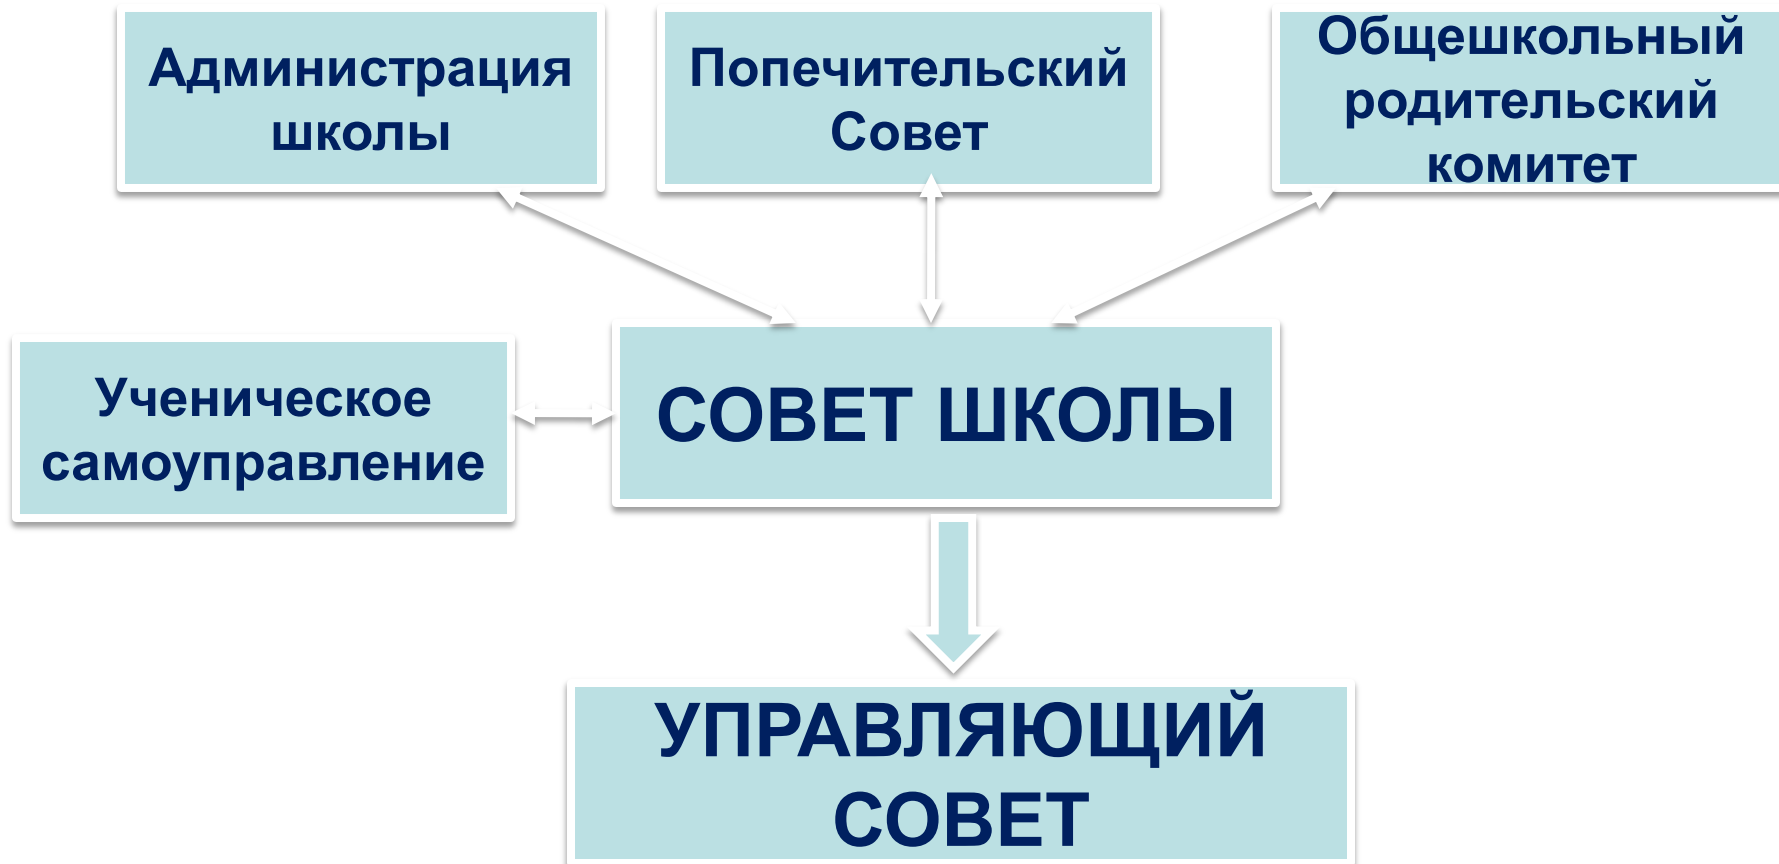 Администрация
школы
Попечительский
Совет
Общешкольный
родительский
комитет
Ученическое
самоуправление
СОВЕТ ШКОЛЫ
УПРАВЛЯЮЩИЙ
СОВЕТ